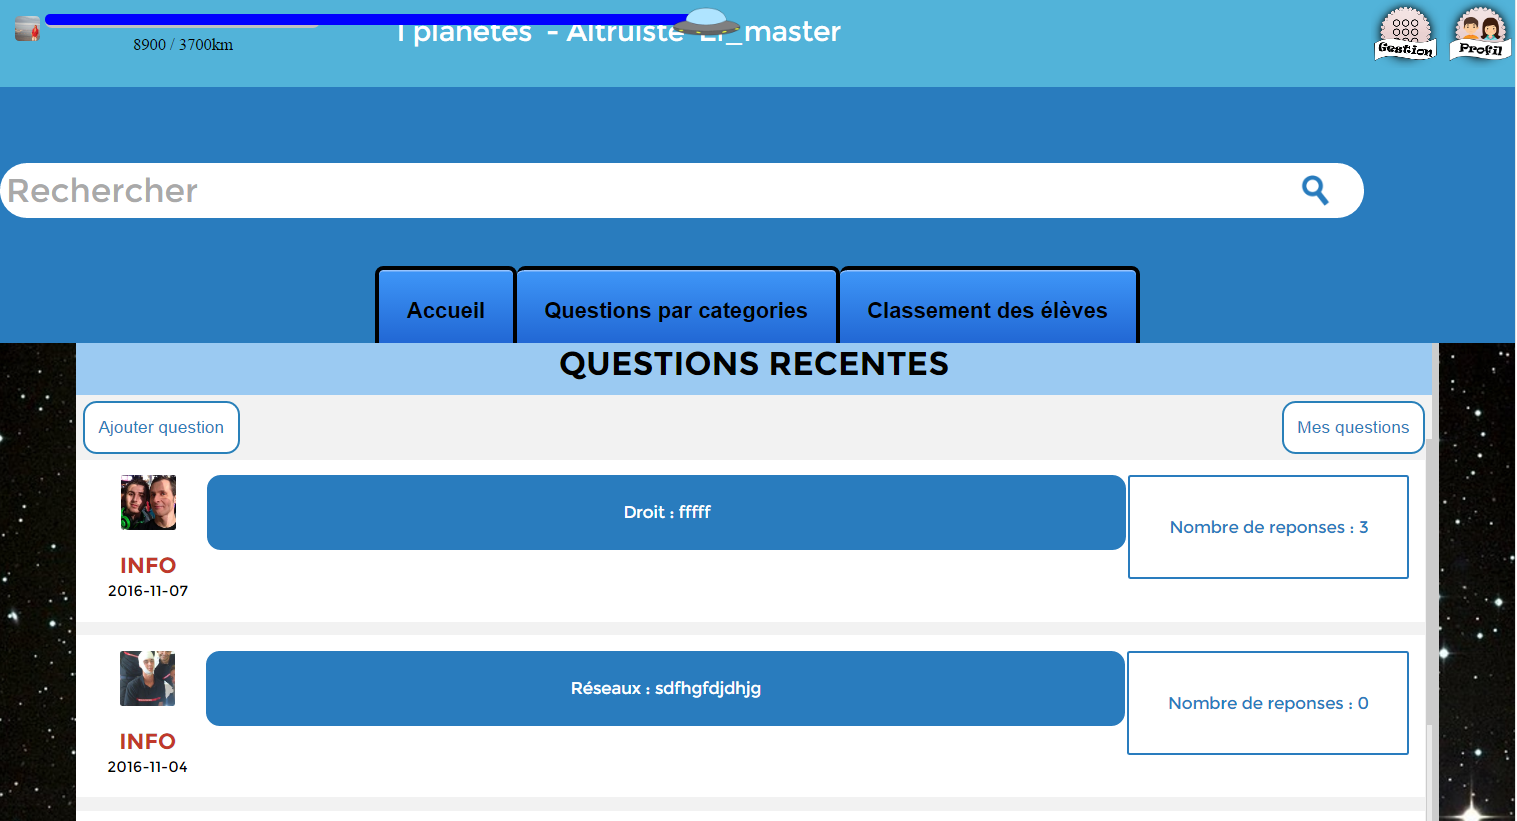 1 planetes - Altruiste El_master
8900 / 3700km
Gestion
Profil
Rechercher
Accueil
Questions par categories
Classement des élèves
QUESTIONS RECENTES
Ajouter question
Mes questions
Droit : fffff
Nombre de reponses : 3
INFO
2016-11-07
Réseaux : sdfhgfdjdhjg
Nombre de reponses : 0
INFO
2016-11-04